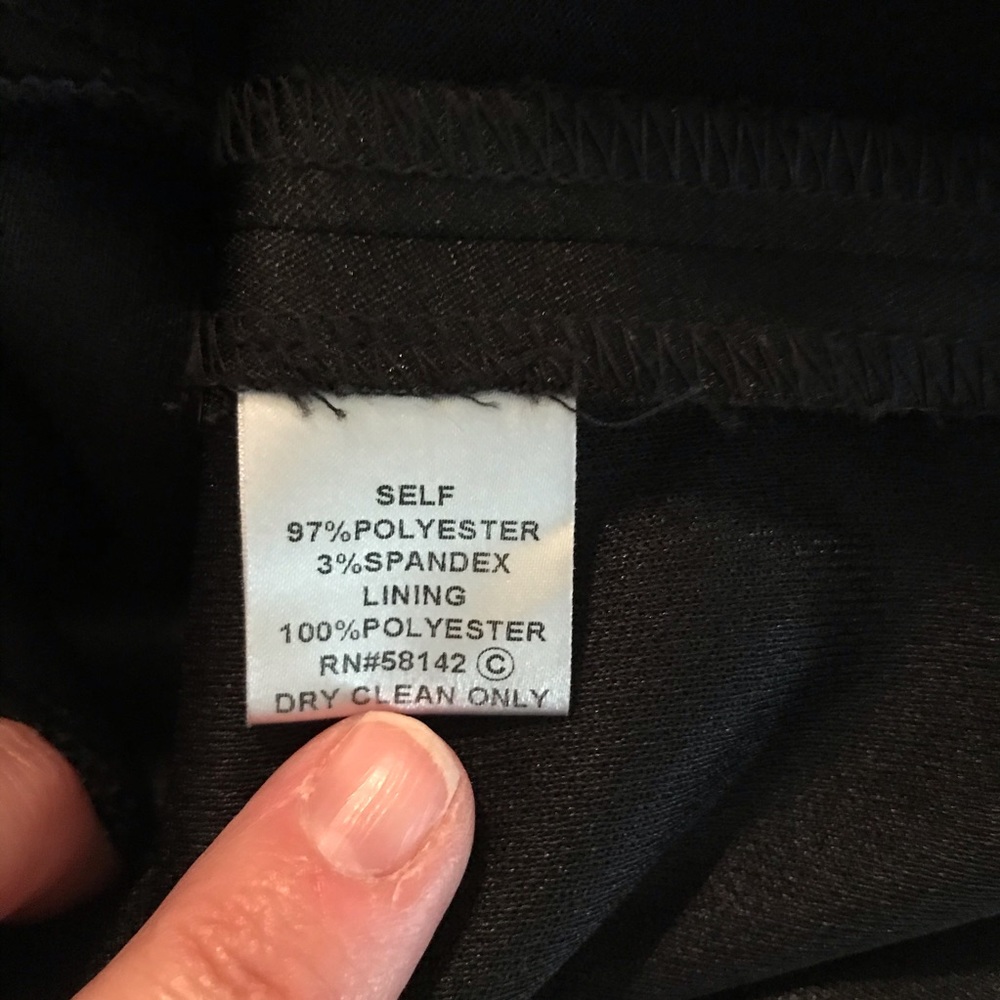 SELF
97%POLYESTER
3%SPANDEX
LINING
100%POLYESTER
RN#58142 Ⓒ
DRY CLEAN ONLY